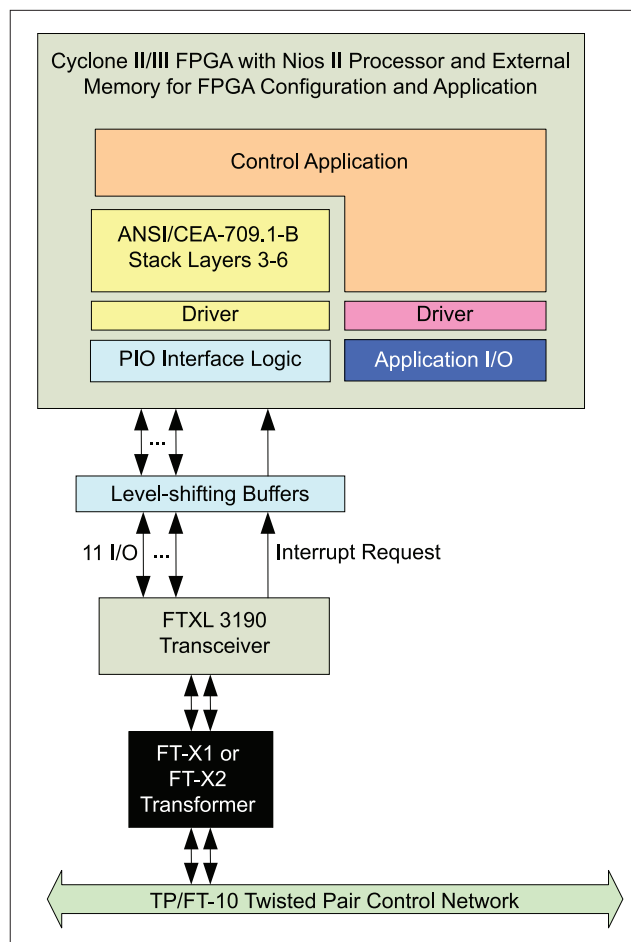 Cyclone II/III FPGA with Nios II Processor and External
Memory for FPGA Configuration and Application
Control Application
ANSI/CEA-709.1-B
Stack Layers 3-6
Driver
Driver
PIO Interface Logic
Application I/O
...
Level-shifting Buffers
11 I/O
...
Interrupt Request
FTXL 3190
Transceiver
FT-X1 or
FT-X2
Transformer
TP/FT-10 Twisted Pair Control Network